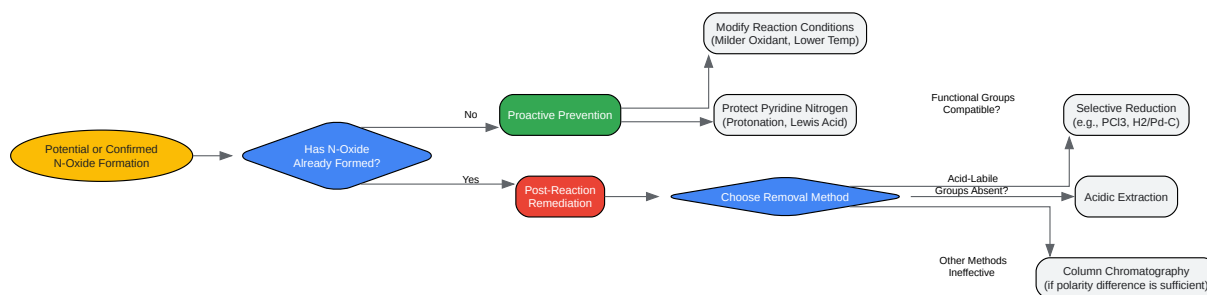 Modify Reaction Conditions
(Milder Oxidant, Lower Temp)
Functional Groups
Compatible?
No
Proactive Prevention
Protect Pyridine Nitrogen
(Protonation, Lewis Acid)
Selective Reduction
(e.g., PCl3, H2/Pd-C)
Potential or Confirmed
N-Oxide Formation
Has N-Oxide
Already Formed?
Yes
Post-Reaction
Remediation
Choose Removal Method
Acid-Labile
Groups Absent?
Acidic Extraction
Other Methods
Ineffective
Column Chromatography
(if polarity difference is sufficient)